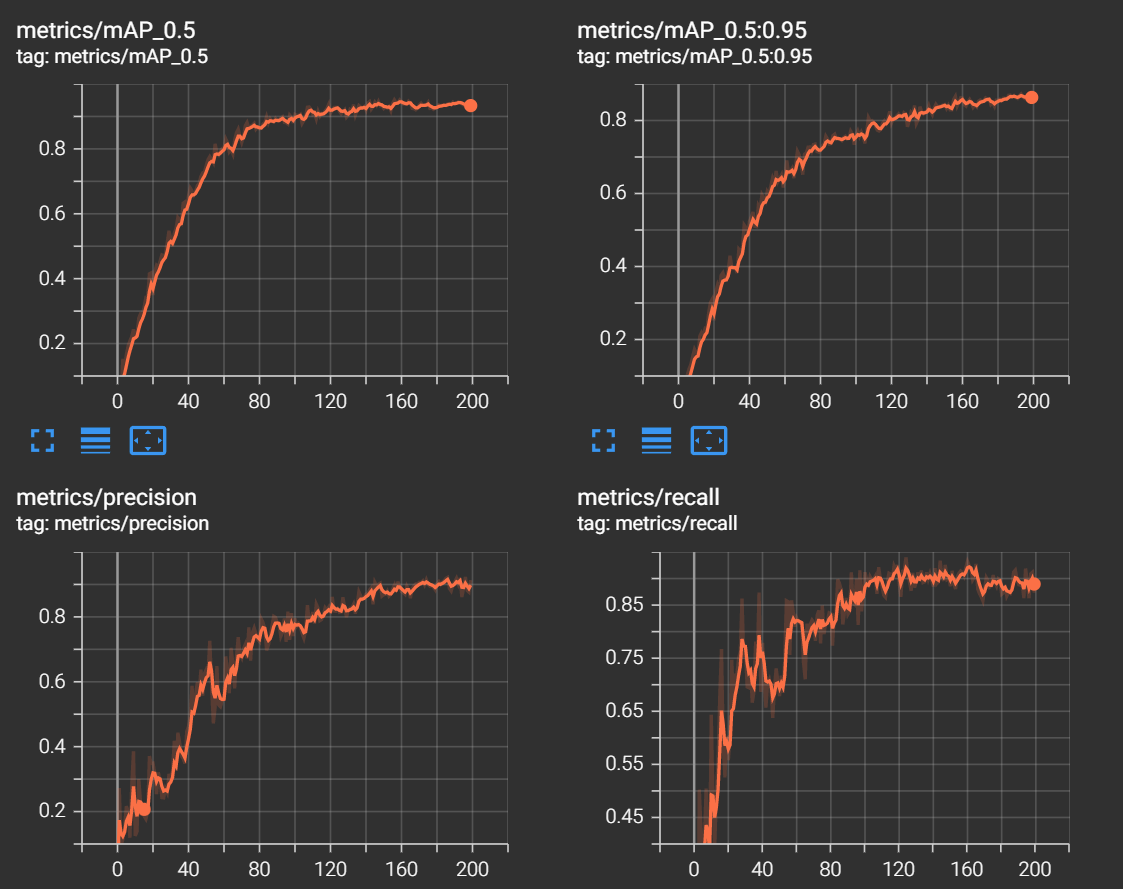 metrics/mAP_0.5
tag: metrics/mAP_0.5
0.8
0.6
0.4
0.2
0 40 80 120 160 200
metrics/mAP_0.5:0.95
tag: metrics/mAP_0.5:0.95
0.8
0.6
0.4
0.2
0 40 80 120 160 200
metrics/precision
tag: metrics/precision
0.8
0.6
0.4
0.2
0 40 80 120 160 200
metrics/recall
tag: metrics/recall
0.85
0.75
0.65
0.55
0.45
0 40 80 120 160 200